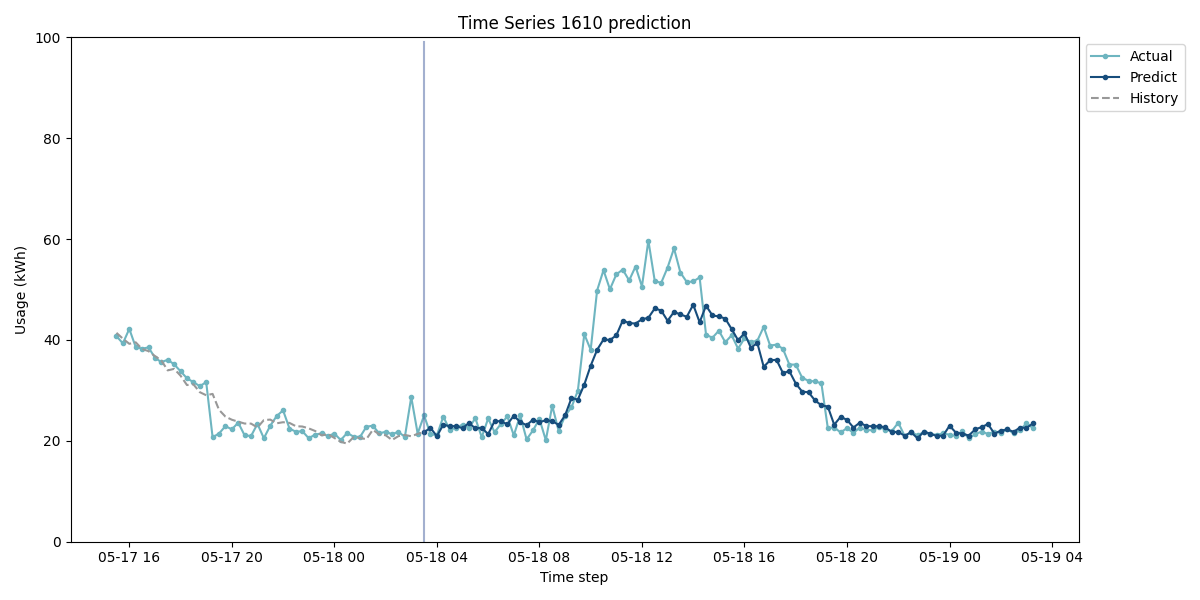 Time Series 1610 prediction
100
80
60
40
20
0
Usage (kWh)
05-17 16
05-17 20
05-18 00
05-18 04
05-18 08
05-18 12
05-18 16
05-18 20
05-19 00
05-19 04
Time step
Actual
Predict
History